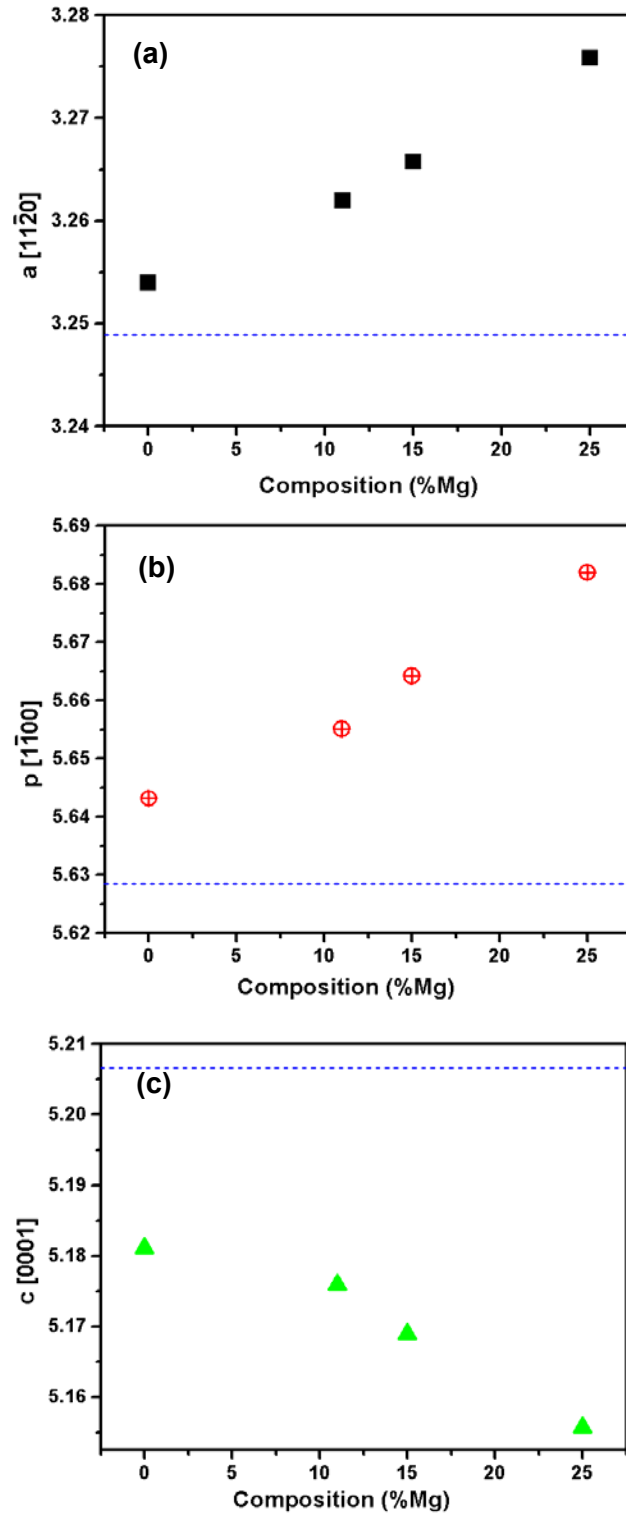 (a)
3.28
3.27
3.26
3.25
3.24
a [112̄0]
0 5 10 15 20 25
Composition (%Mg)
(b)
5.69
5.68
5.67
5.66
5.65
5.64
5.63
5.62
p [11̄00]
0 5 10 15 20 25
Composition (%Mg)
(c)
5.21
5.20
5.19
5.18
5.17
5.16
c [0001]
0 5 10 15 20 25
Composition (%Mg)